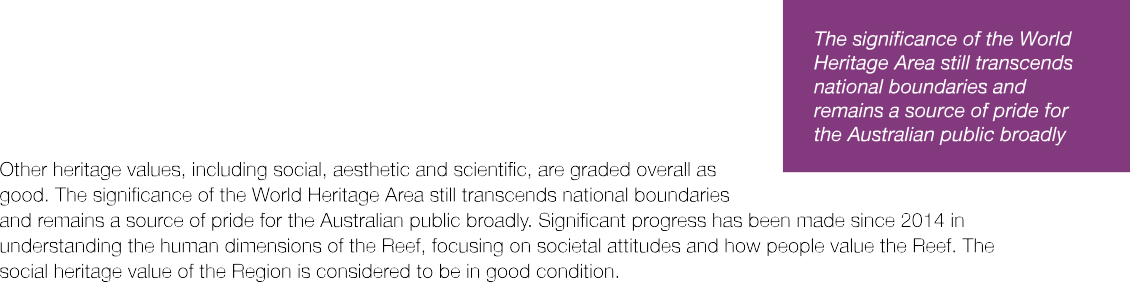 The significance of the World
Heritage Area still transcends
national boundaries and
remains a source of pride for
the Australian public broadly
Other heritage values, including social, aesthetic and scientific, are graded overall as
good. The significance of the World Heritage Area still transcends national boundaries
and remains a source of pride for the Australian public broadly. Significant progress has been made since 2014 in
understanding the human dimensions of the Reef, focusing on societal attitudes and how people value the Reef. The
social heritage value of the Region is considered to be in good condition.